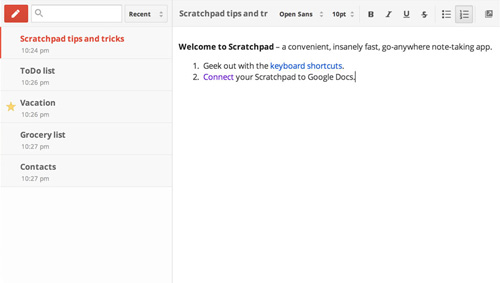 Recent
Scratchpad tips and tr
Open Sans
10pt
B I U S
Scratchpad tips and tricks
10:24 pm
ToDo list
10:26 pm
Vacation
10:26 pm
Grocery list
10:27 pm
Contacts
10:27 pm
Welcome to Scratchpad – a convenient, insanely fast, go-anywhere note-taking app.
1. Geek out with the keyboard shortcuts.
2. Connect your Scratchpad to Google Docs.